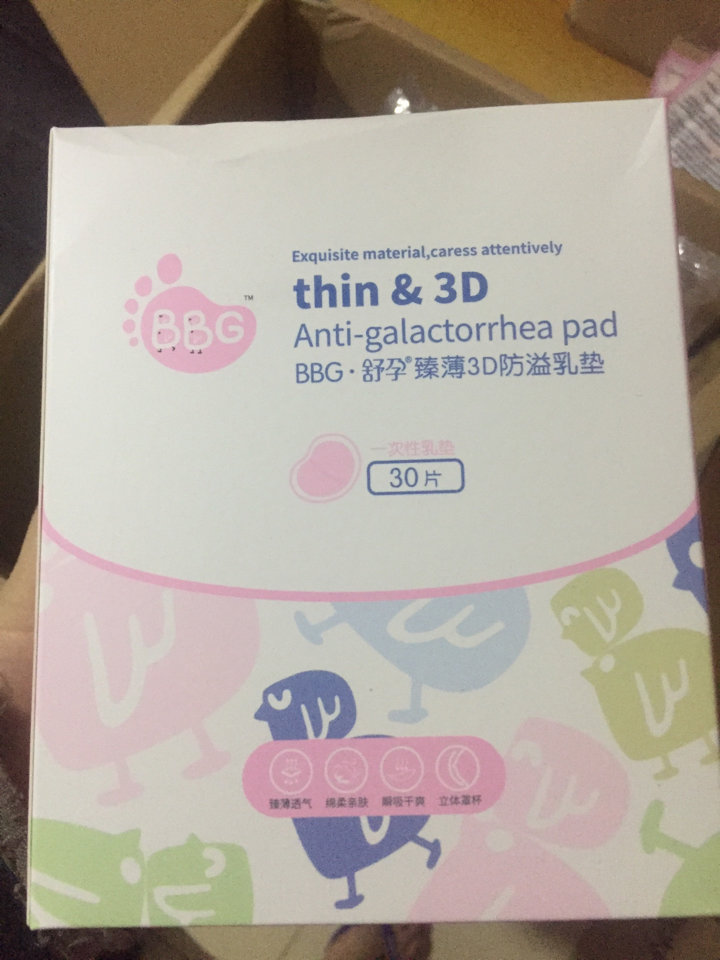 Exquisite material,caress attentively
thin & 3D
BBG™
Anti-galactorrhea pad
BBG·舒孕®臻薄3D防溢乳垫
一次性乳垫
30片
臻薄透气 绵柔亲肤 瞬吸干爽 立体罩杯